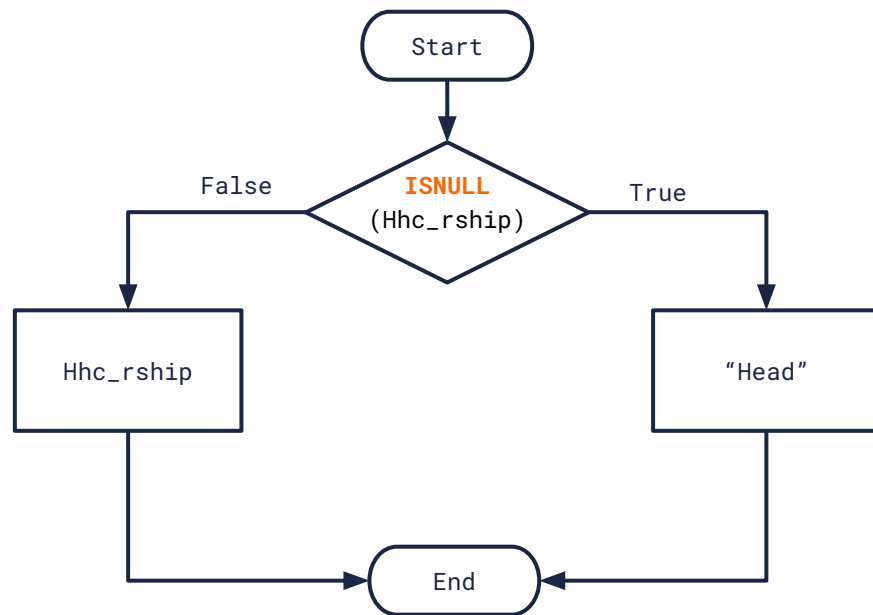 Start
False
ISNULL
(Hhc_rship)
True
Hhc_rship
“Head”
End